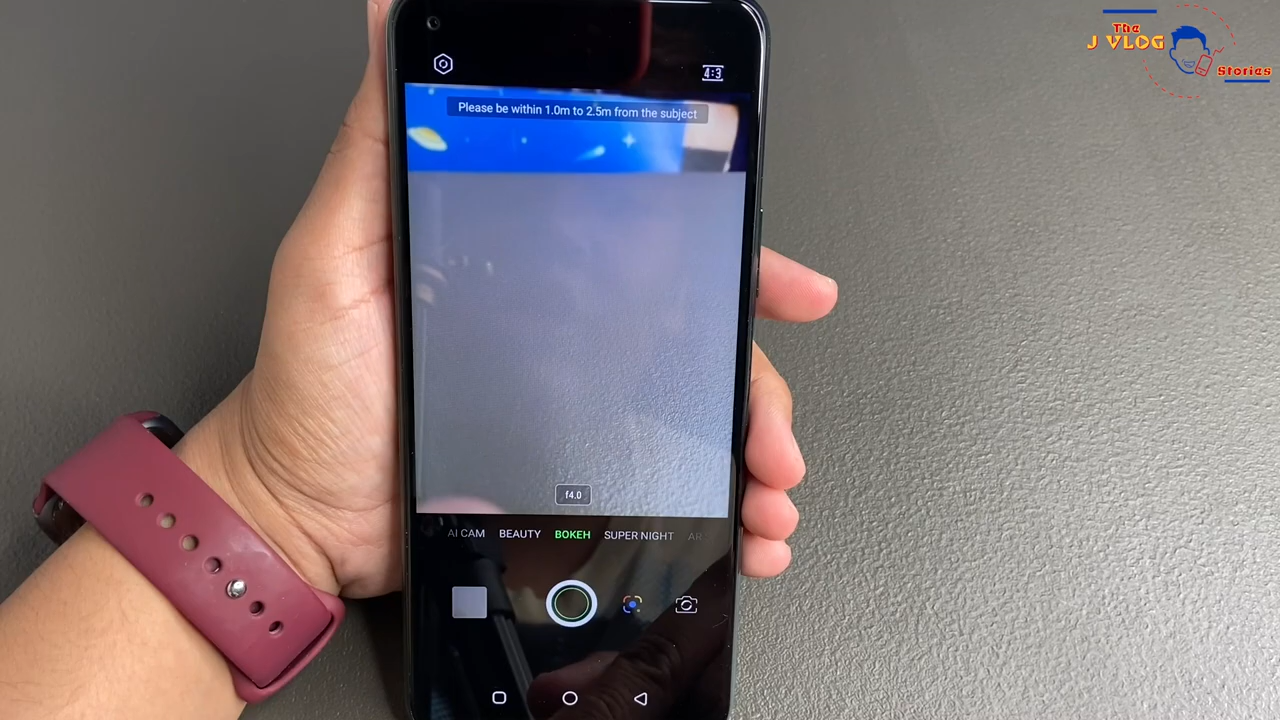 The
J VLOG
Stories
4:3
Please be within 1.0m to 2.5m from the subject
f4.0
AI CAM BEAUTY BOKEH SUPER NIGHT AR